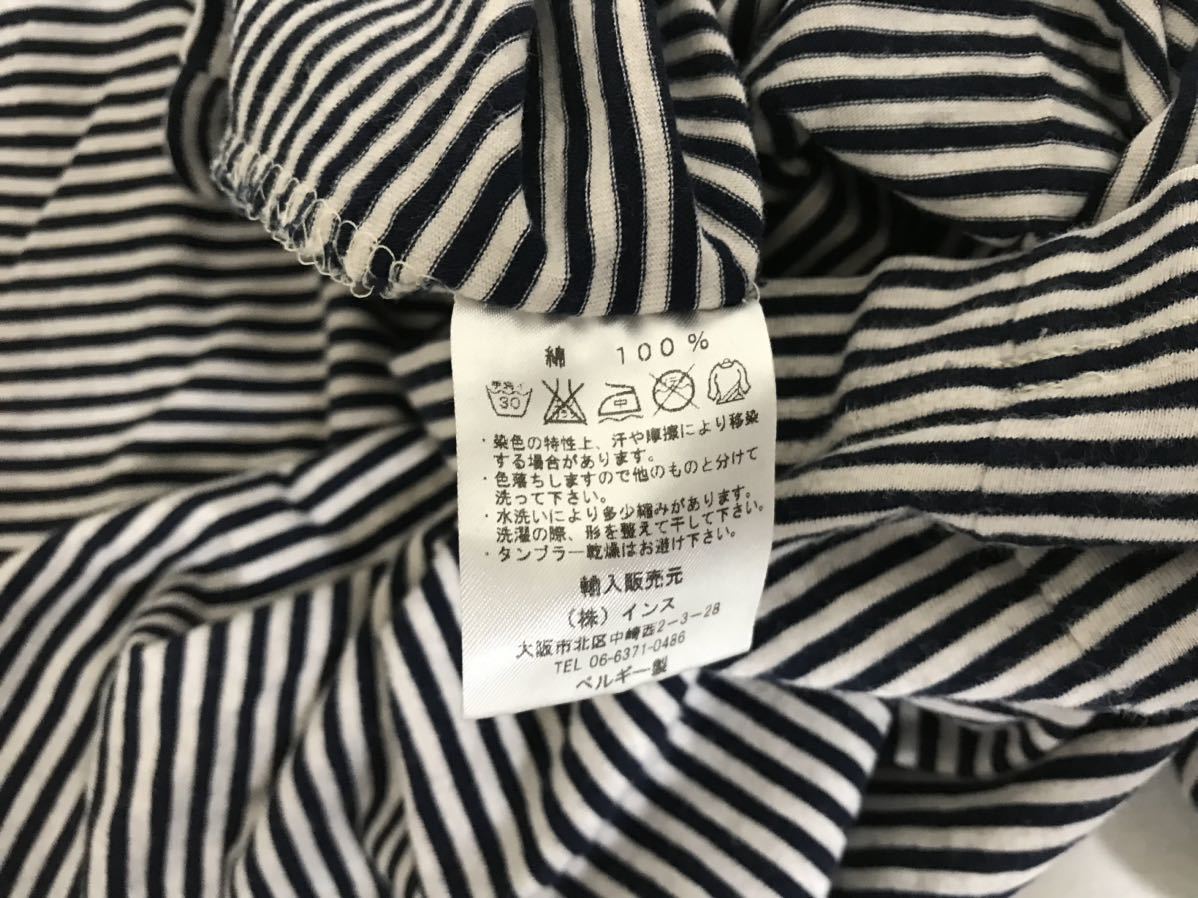 綿 100%
手洗イ 30 中
・染色の特性上、汗や摩擦により移染
する場合があります。
・色落ちしますので他のものと分けて
洗って下さい。
・水洗いにより多少縮みがあります。
洗濯の際、形を整えて干して下さい。
・タンブラー乾燥はお避け下さい。
輸入販売元
(株)インス
大阪市北区中崎西2-3-28
TEL 06-6371-0486
ベルギー製